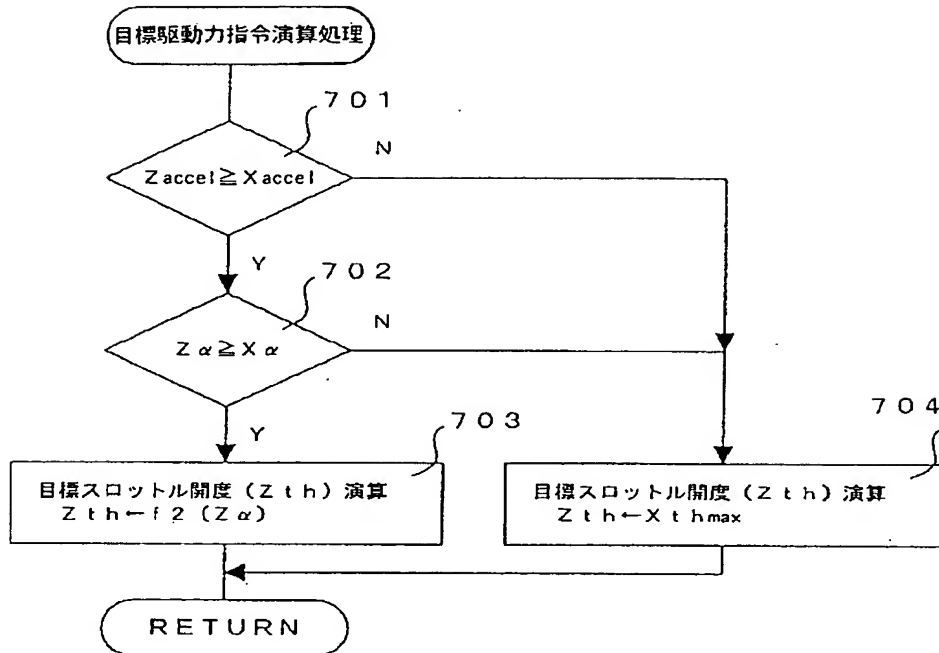 目標駆動力指令演算処理
701
Zaccel≧Xaccel
N
Y
702
Zα≧Xα
N
Y
703
目標スロットル開度(Zth)演算
Zth←f2(Zα)
704
目標スロットル開度(Zth)演算
Zth←Xthmax
RETURN